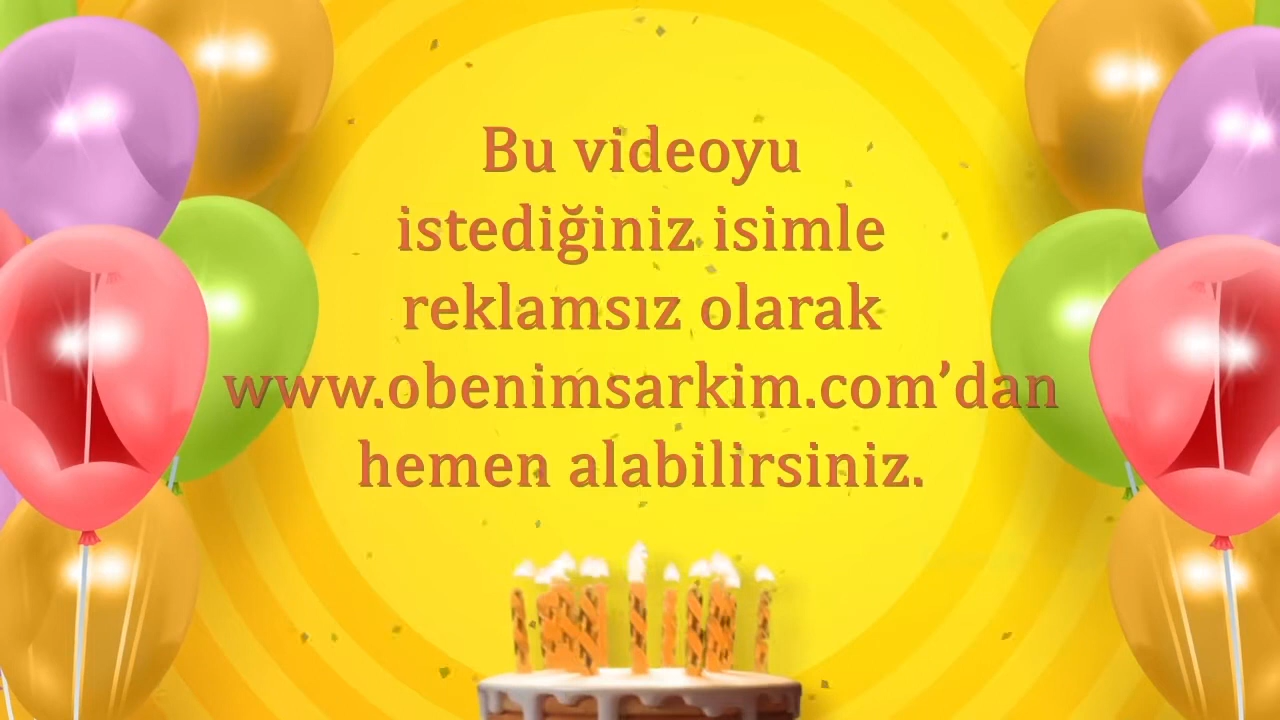 Bu videoyu
istediğiniz isimle
reklamsız olarak
www.obenimsarkim.com’dan
hemen alabilirsiniz.